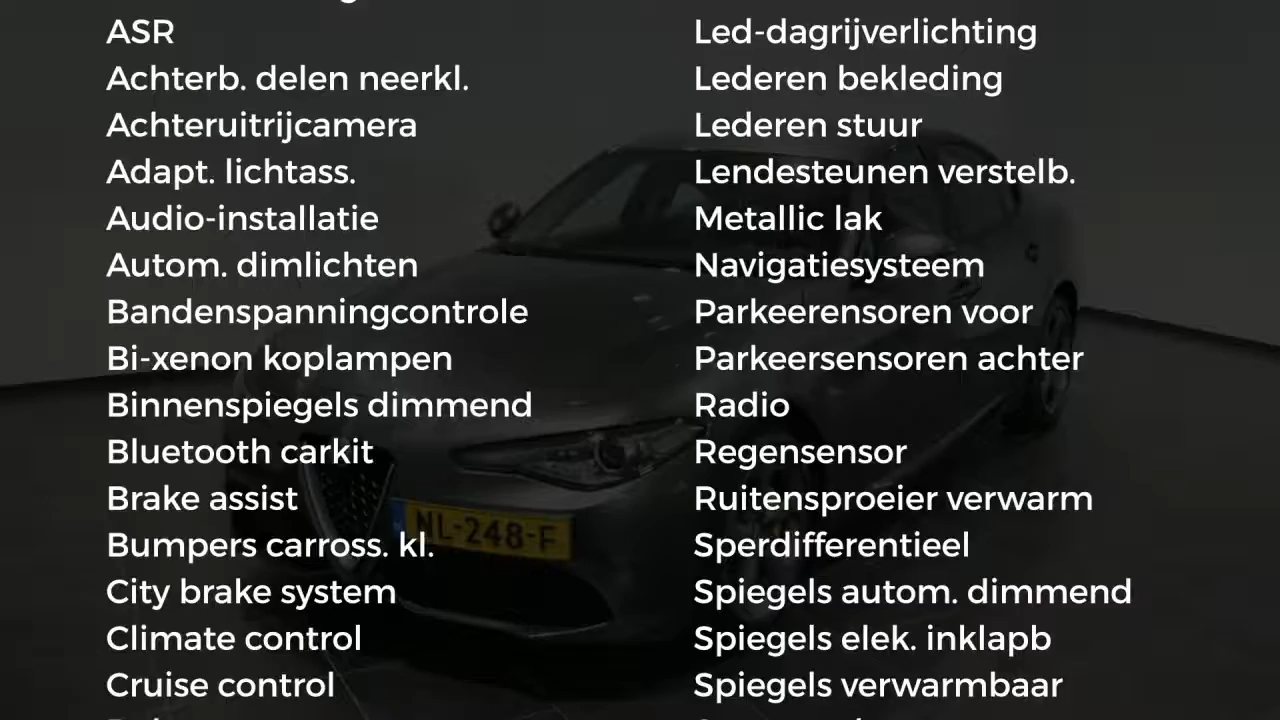 ASR
Achterb. delen neerkl.
Achteruitrijcamera
Adapt. lichtass.
Audio-installatie
Autom. dimlichten
Bandenspanningcontrole
Bi-xenon koplampen
Binnenspiegels dimmend
Bluetooth carkit
Brake assist
Bumpers carross. kl.
City brake system
Climate control
Cruise control
Led-dagrijverlichting
Lederen bekleding
Lederen stuur
Lendesteunen verstelb.
Metallic lak
Navigatiesysteem
Parkeerensoren voor
Parkeersensoren achter
Radio
Regensensor
Ruitensproeier verwarm
Sperdifferentieel
Spiegels autom. dimmend
Spiegels elek. inklapb
Spiegels verwarmbaar
NL-248-F